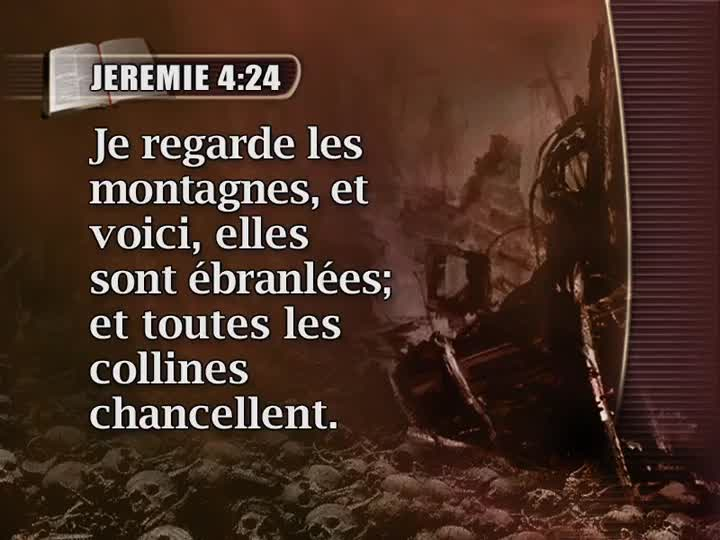 JEREMIE 4:24
Je regarde les
montagnes, et
voici, elles
sont ébranlées;
et toutes les
collines
chancellent.